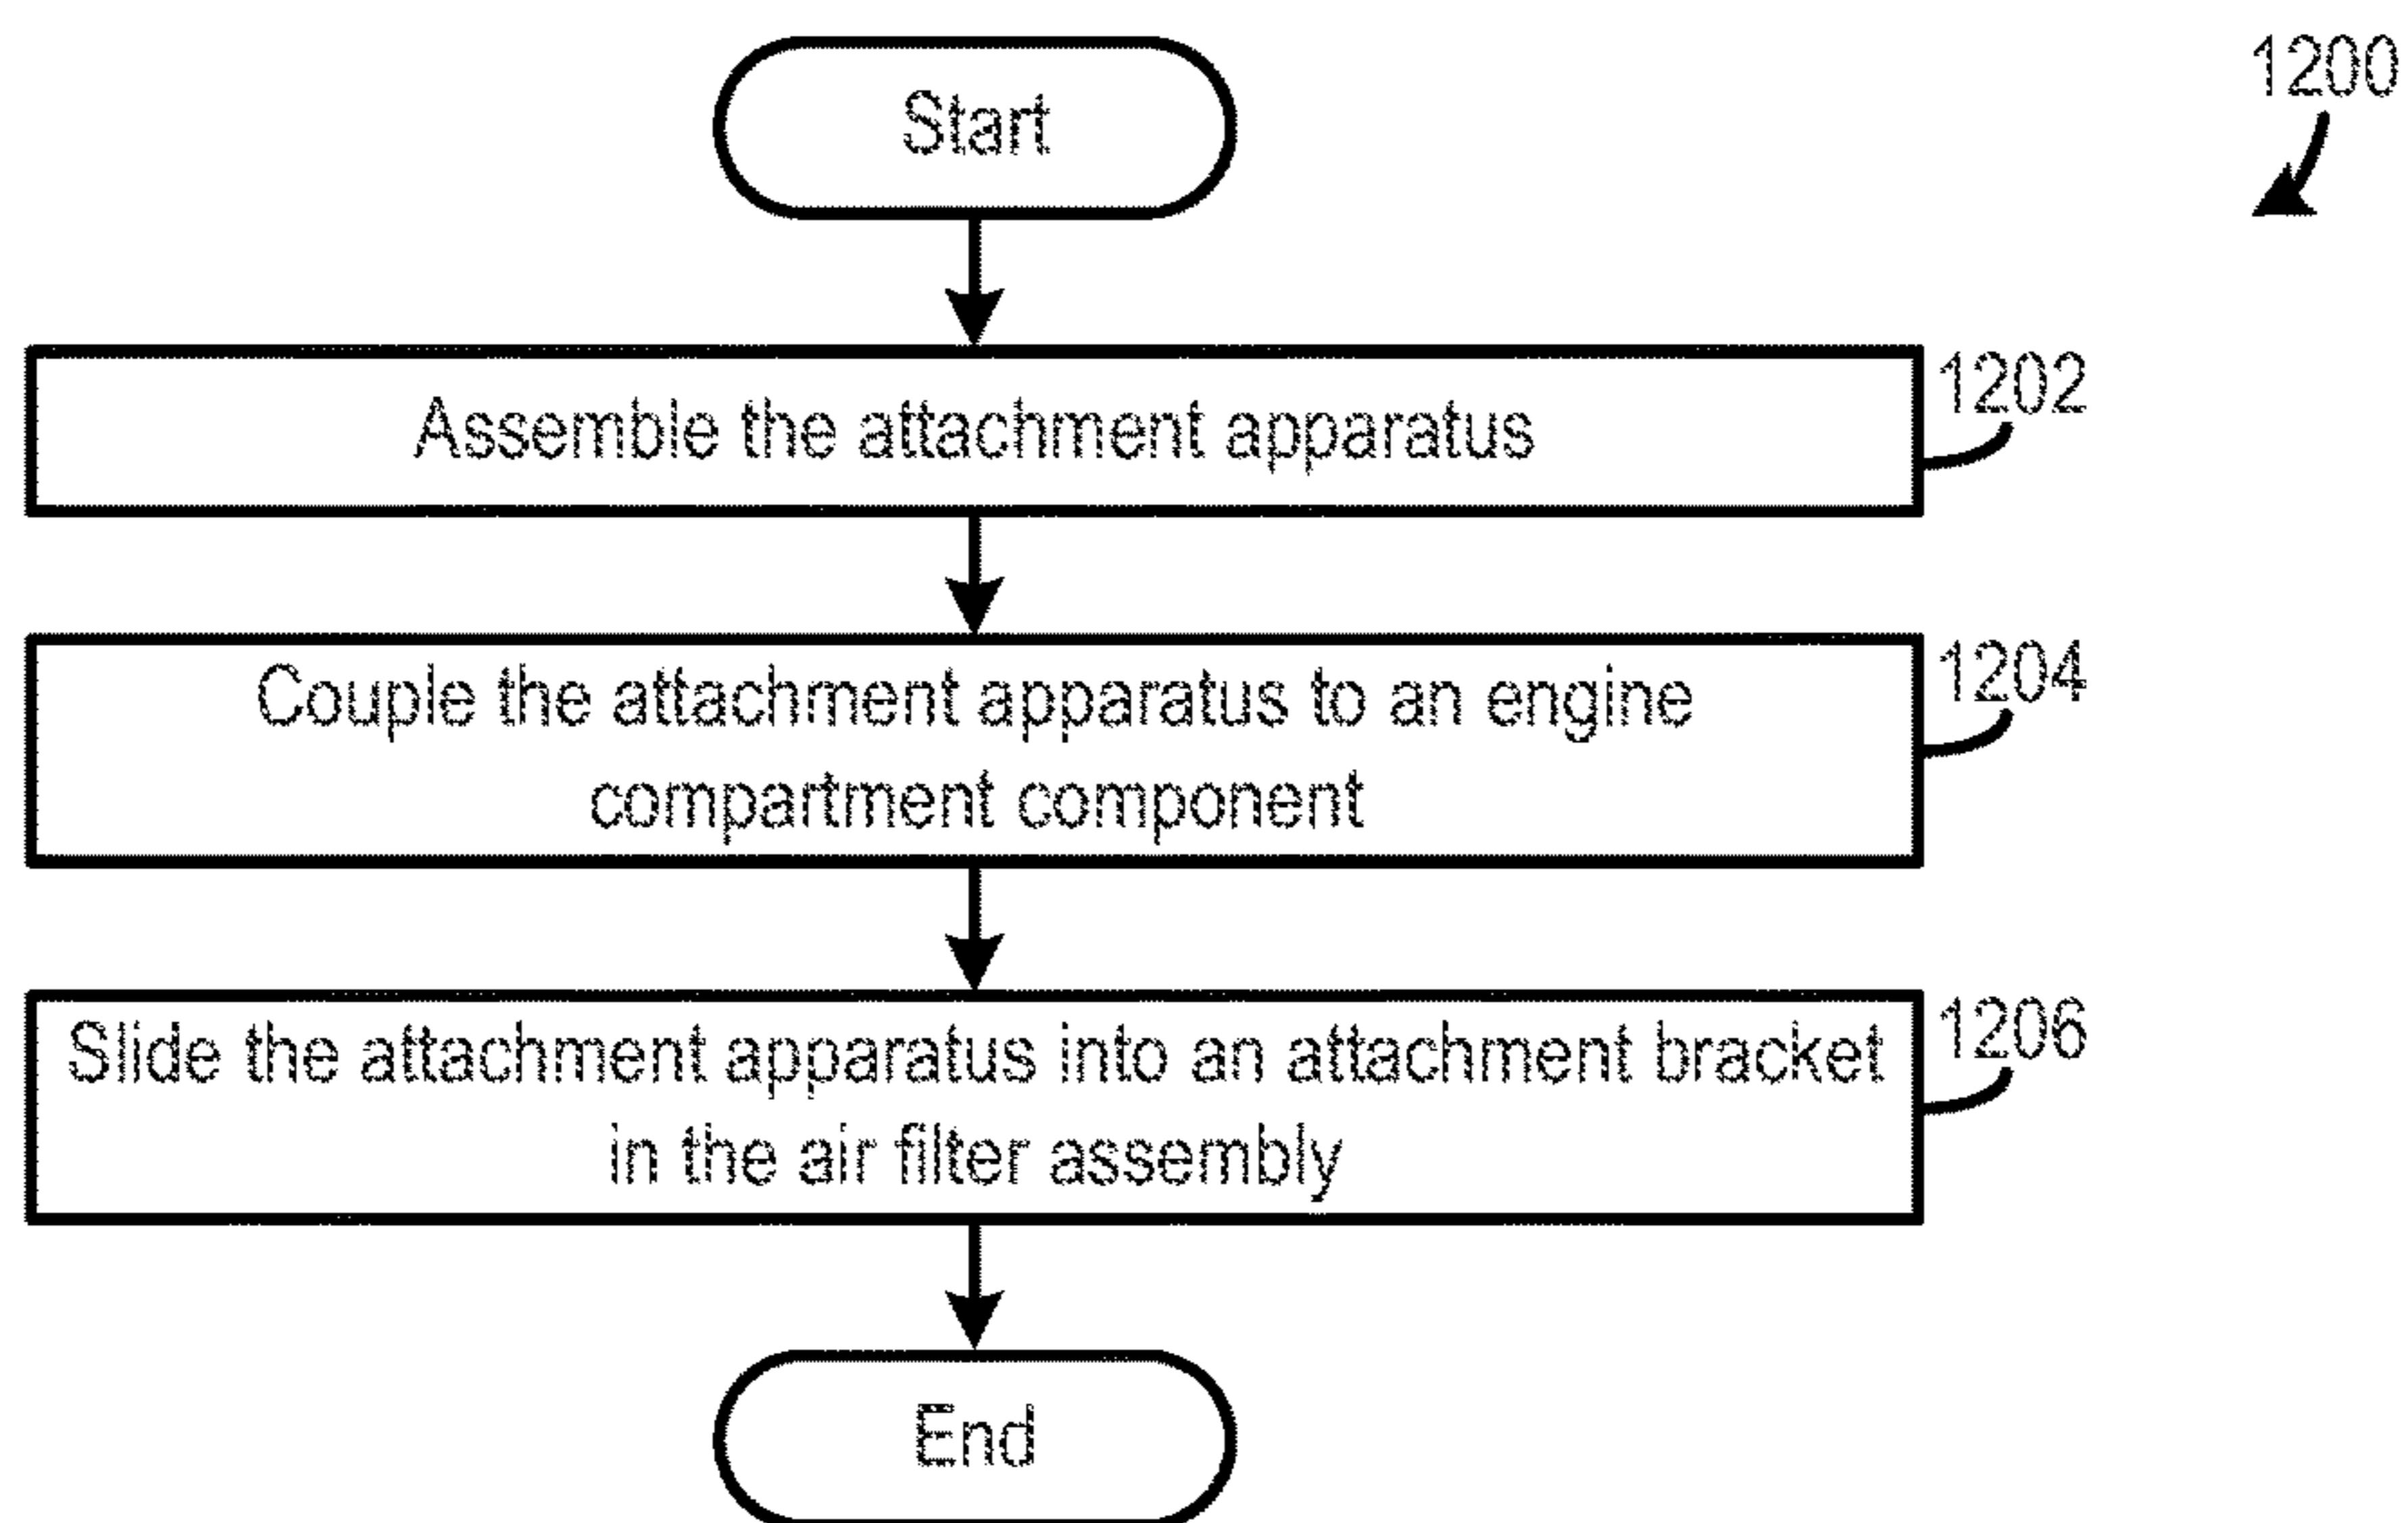 Start
1200
Assemble the attachment apparatus
1202
Couple the attachment apparatus to an engine
compartment component
1204
Slide the attachment apparatus into an attachment bracket
in the air filter assembly
1206
End